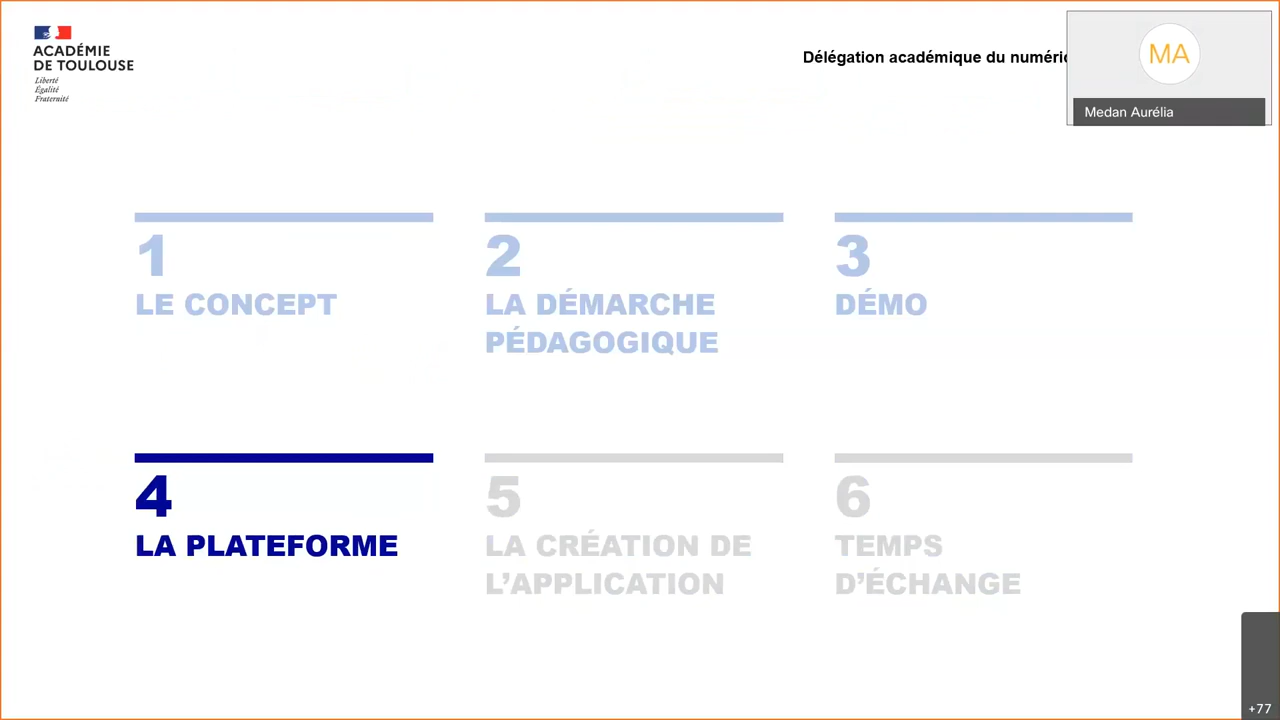 ACADÉMIE
DE TOULOUSE
Liberté
Égalité
Fraternité
Délégation académique du
MA
Medan Aurélia
1
LE CONCEPT
2
LA DÉMARCHE
PÉDAGOGIQUE
3
DÉMO
4
LA PLATEFORME
5
LA CRÉATION DE
L’APPLICATION
6
TEMPS
D’ÉCHANGE
+77